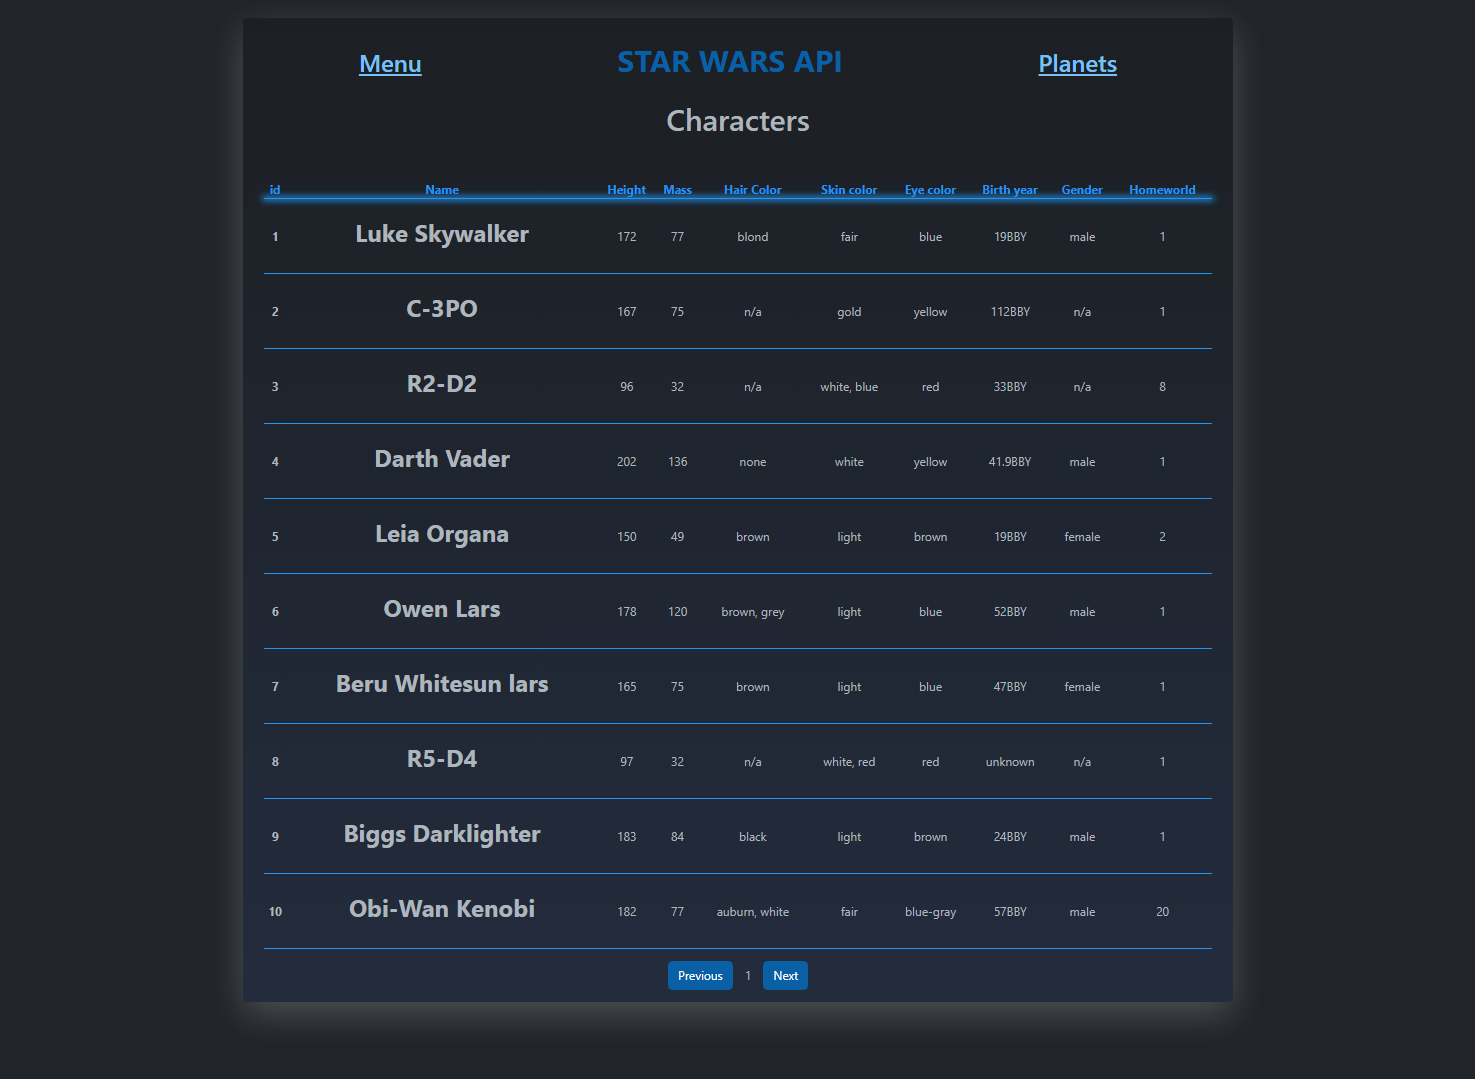 Menu STAR WARS API Planets
Characters
id Name Height Mass Hair Color Skin color Eye color Birth year Gender Homeworld
1 Luke Skywalker 172 77 blond fair blue 19BBY male 1
2 C-3PO 167 75 n/a gold yellow 112BBY n/a 1
3 R2-D2 96 32 n/a white, blue red 33BBY n/a 8
4 Darth Vader 202 136 none white yellow 41.9BBY male 1
5 Leia Organa 150 49 brown light brown 19BBY female 2
6 Owen Lars 178 120 brown, grey light blue 52BBY male 1
7 Beru Whitesun lars 165 75 brown light blue 47BBY female 1
8 R5-D4 97 32 n/a white, red red unknown n/a 1
9 Biggs Darklighter 183 84 black light brown 24BBY male 1
10 Obi-Wan Kenobi 182 77 auburn, white fair blue-gray 57BBY male 20
Previous 1 Next